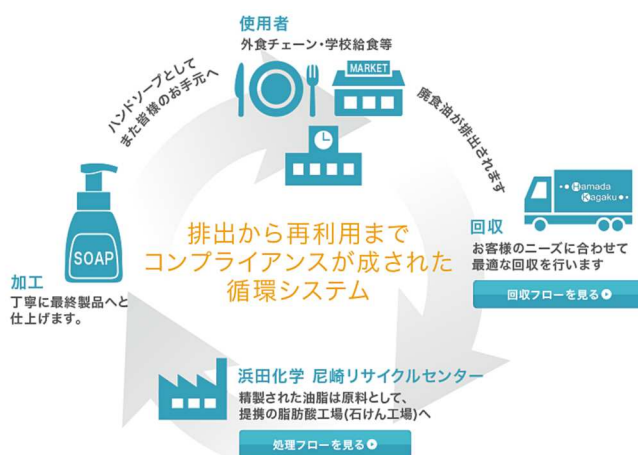 使用者
外食チェーン・学校給食等
MARKET
ハンドソープとして
また皆様のお手元へ
廃食油が排出されます
Hamada
Kagaku
回収
お客様のニーズに合わせて
最適な回収を行います
回収フローを見る
排出から再利用まで
コンプライアンスが成された
循環システム
SOAP
加工
丁寧に最終製品へと
仕上げます。
浜田化学 尼崎リサイクルセンター
精製された油脂は原料として、
提携の脂肪酸工場(石けん工場)へ
処理フローを見る